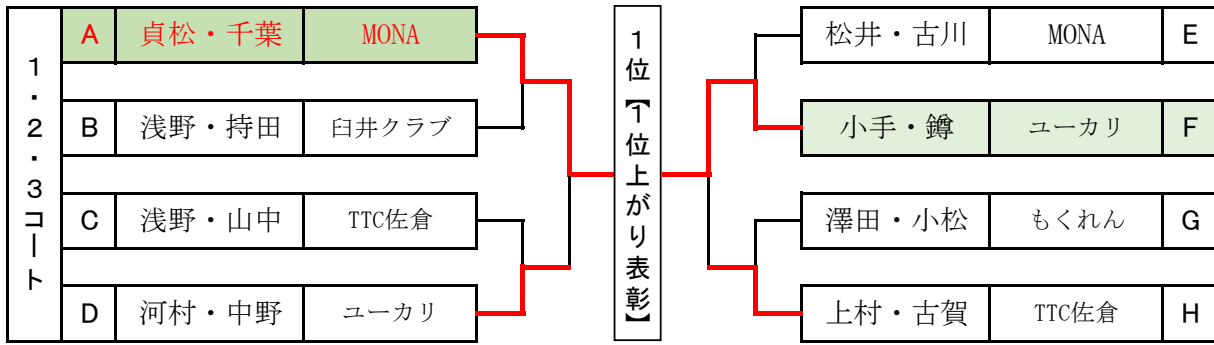 1・2・3コート
A 貞松・千葉 MONA
B 浅野・持田 臼井クラブ
C 浅野・山中 TTC佐倉
D 河村・中野 ユーカリ
1位【1位上がり表彰】
松井・古川 MONA E
小手・鐏 ユーカリ F
澤田・小松 もくれん G
上村・古賀 TTC佐倉 H